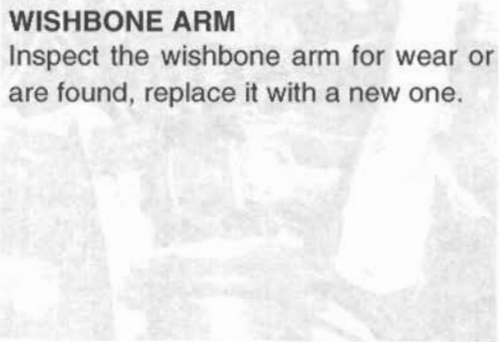 WISHBONE ARM
Inspect the wishbone arm for wear or
are found, replace it with a new one.